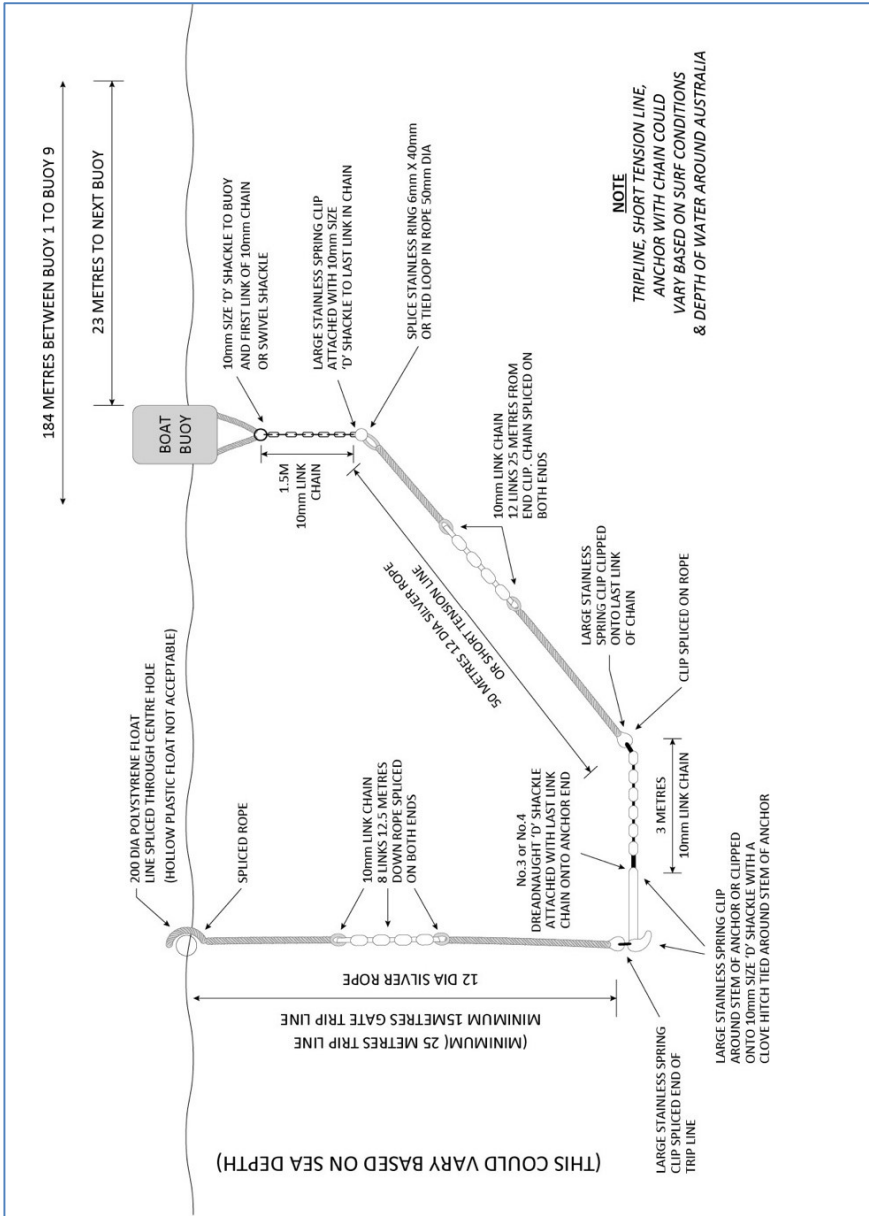 184 METRES BETWEEN BUOY 1 TO BUOY 9
23 METRES TO NEXT BUOY
BOAT
BUOY
10mm SIZE 'D' SHACKLE TO BUOY
AND FIRST LINK OF 10mm CHAIN
OR SWIVEL SHACKLE
1.5M
10mm LINK
CHAIN
LARGE STAINLESS SPRING CLIP
ATTACHED WITH 10mm SIZE
'D' SHACKLE TO LAST LINK IN CHAIN
SPLICE STAINLESS RING 6mm X 40mm
OR TIED LOOP IN ROPE 50mm DIA
200 DIA POLYSTYRENE FLOAT
LINE SPLICED THROUGH CENTRE HOLE
(HOLLOW PLASTIC FLOAT NOT ACCEPTABLE)
SPLICED ROPE
10mm LINK CHAIN
8 LINKS 12.5 METRES
DOWN ROPE SPLICED
ON BOTH ENDS
50 METRES 12 DIA SILVER ROPE
OR SHORT TENSION LINE
10mm LINK CHAIN
12 LINKS 25 METRES FROM
END CLIP. CHAIN SPLICED ON
BOTH ENDS
(THIS COULD VARY BASED ON SEA DEPTH)
(MINIMUM( 25 METRES TRIP LINE
MINIMUM 15METRES GATE TRIP LINE
12 DIA SILVER ROPE
No.3 or No.4
DREADNAUGHT 'D' SHACKLE
ATTACHED WITH LAST LINK
CHAIN ONTO ANCHOR END
LARGE STAINLESS
SPRING CLIP CLIPPED
ONTO LAST LINK
OF CHAIN
CLIP SPLICED ON ROPE
3 METRES
10mm LINK CHAIN
LARGE STAINLESS SPRING
CLIP SPLICED END OF
TRIP LINE
LARGE STAINLESS SPRING CLIP
AROUND STEM OF ANCHOR OR CLIPPED
ONTO 10mm SIZE 'D' SHACKLE WITH A
CLOVE HITCH TIED AROUND STEM OF ANCHOR
NOTE
TRIPLINE, SHORT TENSION LINE,
ANCHOR WITH CHAIN COULD
VARY BASED ON SURF CONDITIONS
& DEPTH OF WATER AROUND AUSTRALIA